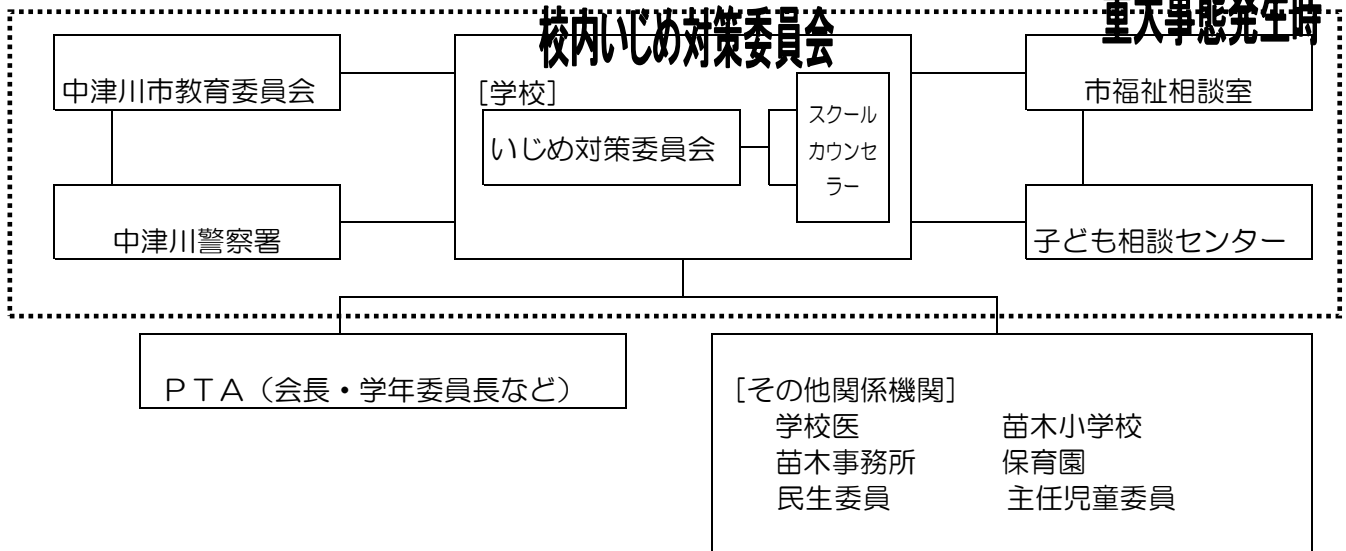 校内いじめ対策委員会
重大事態発生時
中津川市教育委員会
[学校]
いじめ対策委員会
スクール
カウンセ
ラー
市福祉相談室
中津川警察署
子ども相談センター
ＰＴＡ（会長・学年委員長など）
[その他関係機関]
学校医 苗木小学校
苗木事務所 保育園
民生委員 主任児童委員